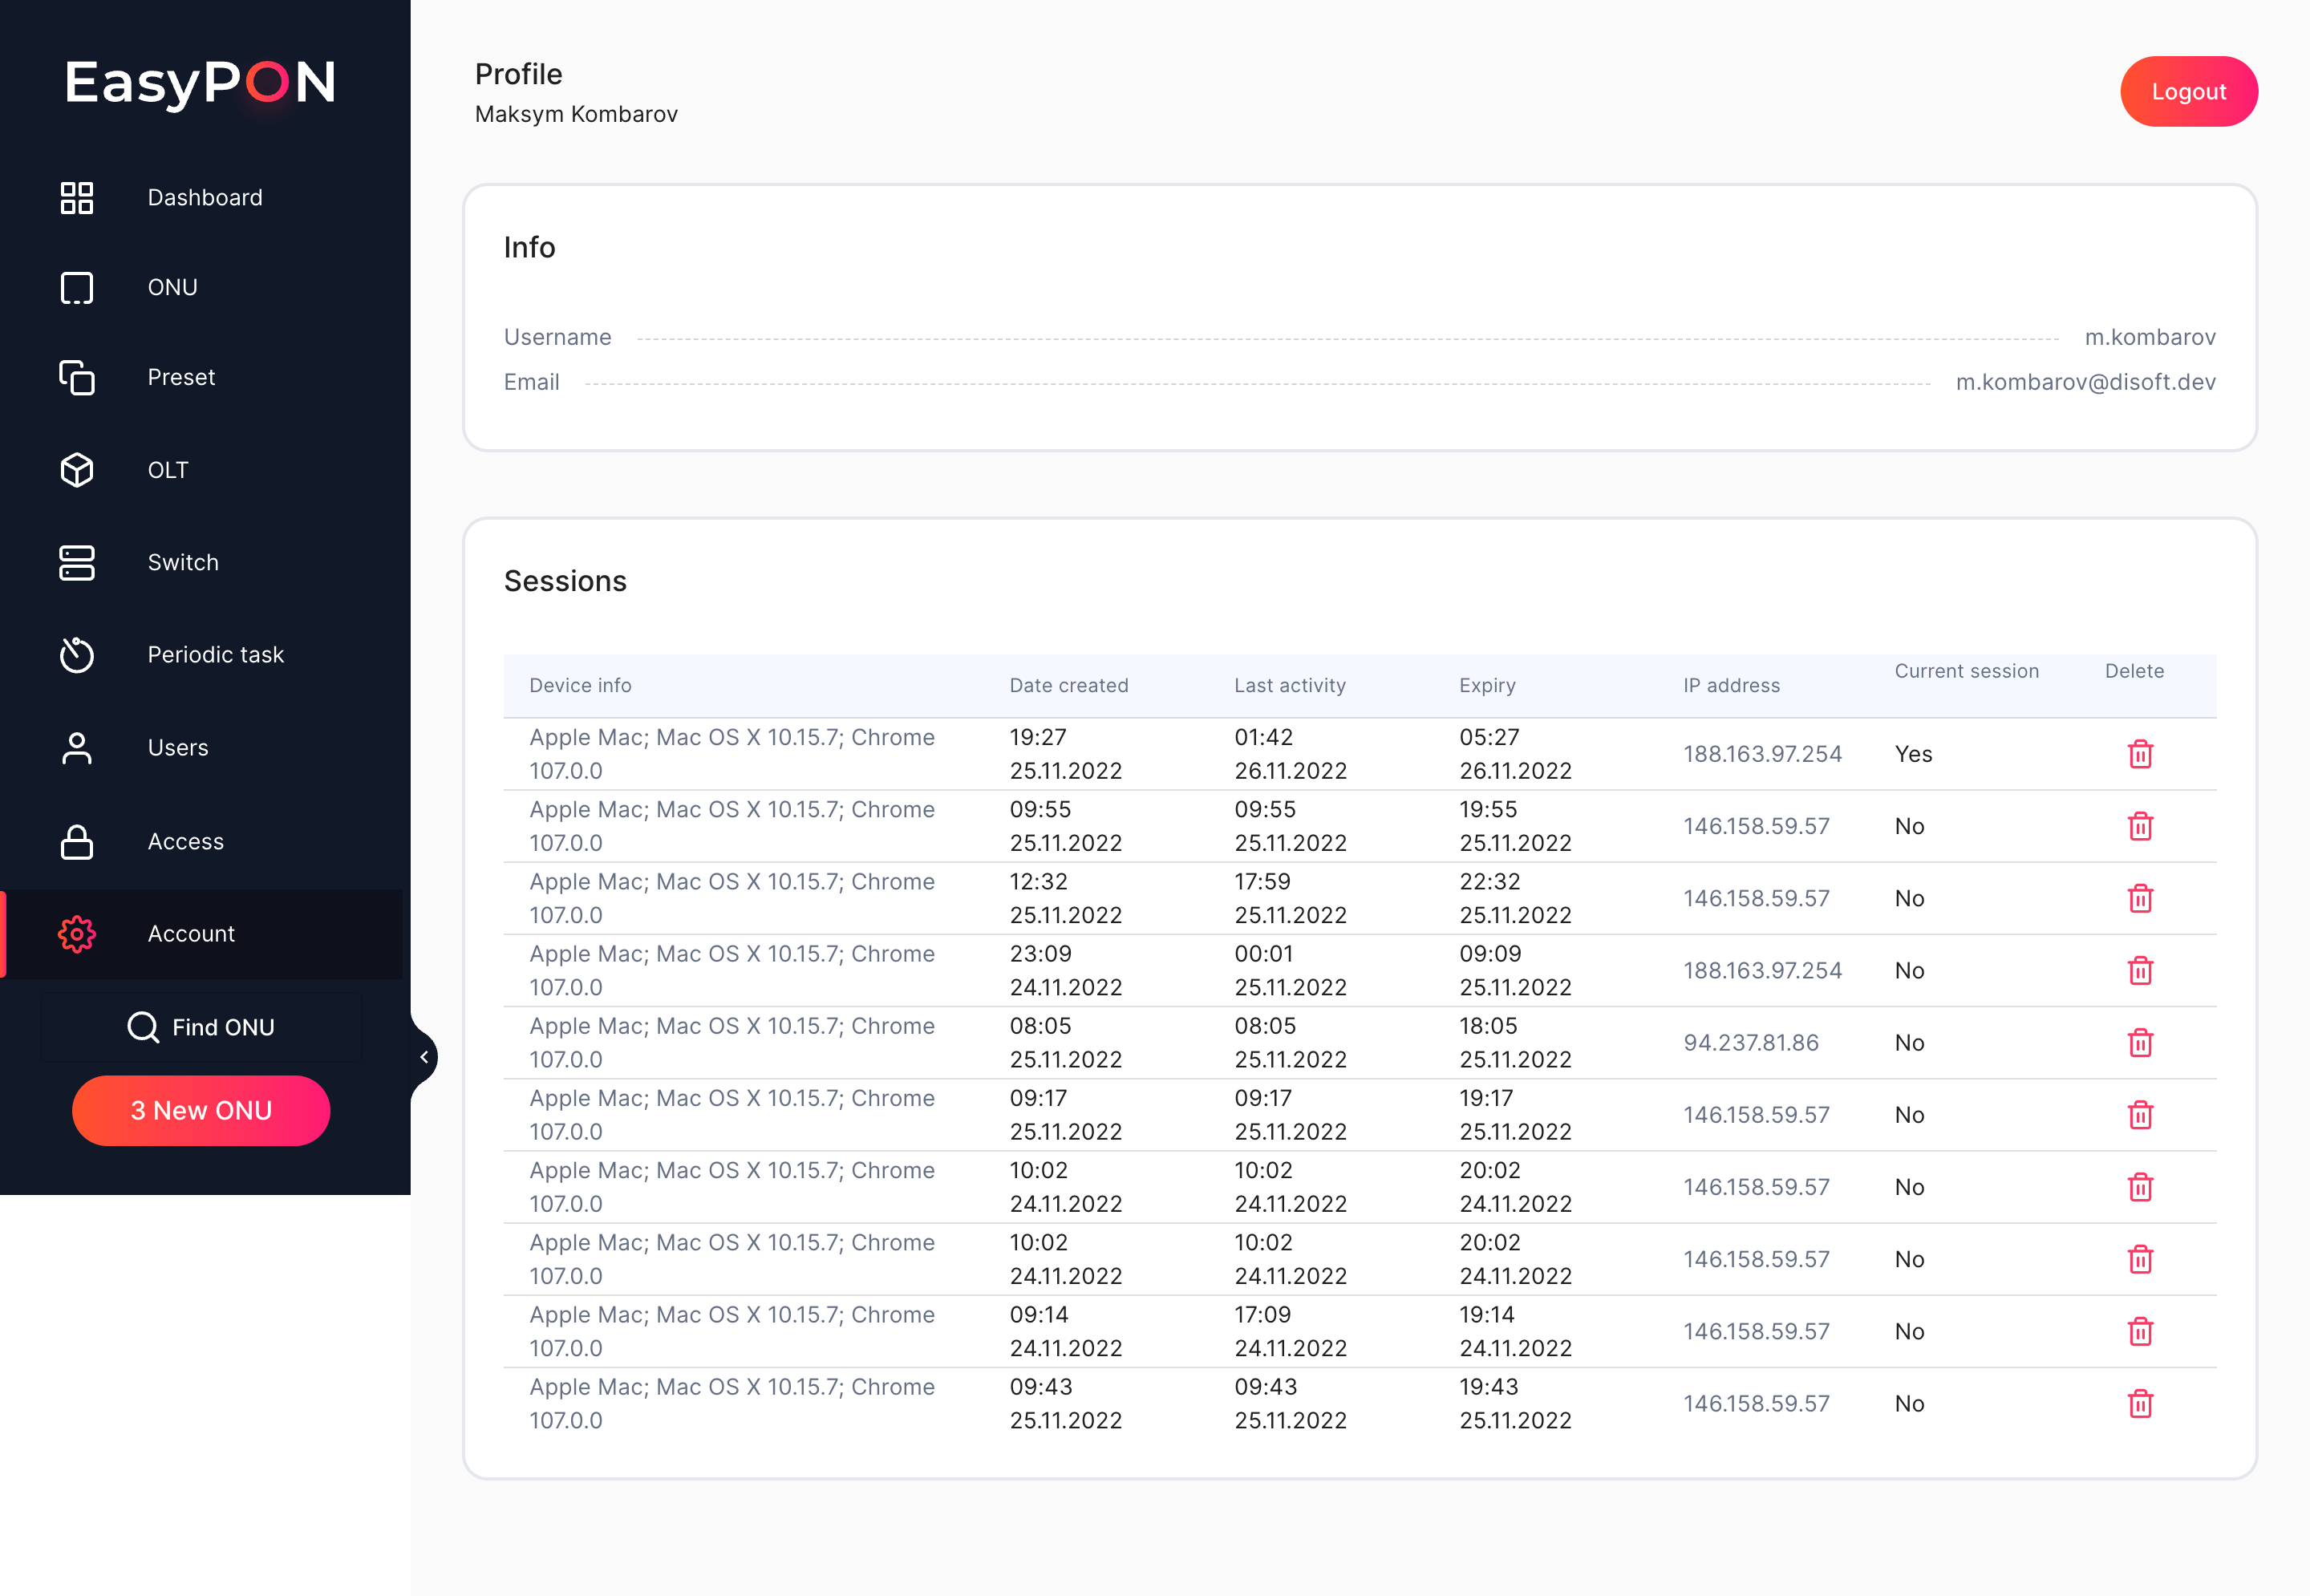 EasyPON
Dashboard
ONU
Preset
OLT
Switch
Periodic task
Users
Access
Account
Find ONU
3 New ONU
Profile
Maksym Kombarov
Logout
Info
Username m.kombarov
Email m.kombarov@disoft.dev
Sessions
Device info Date created Last activity Expiry IP address Current session Delete
Apple Mac; Mac OS X 10.15.7; Chrome 19:27 01:42 05:27 188.163.97.254 Yes
107.0.0 25.11.2022 26.11.2022 26.11.2022
Apple Mac; Mac OS X 10.15.7; Chrome 09:55 09:55 19:55 146.158.59.57 No
107.0.0 25.11.2022 25.11.2022 25.11.2022
Apple Mac; Mac OS X 10.15.7; Chrome 12:32 17:59 22:32 146.158.59.57 No
107.0.0 25.11.2022 25.11.2022 25.11.2022
Apple Mac; Mac OS X 10.15.7; Chrome 23:09 00:01 09:09 188.163.97.254 No
107.0.0 24.11.2022 25.11.2022 25.11.2022
Apple Mac; Mac OS X 10.15.7; Chrome 08:05 08:05 18:05 94.237.81.86 No
107.0.0 25.11.2022 25.11.2022 25.11.2022
Apple Mac; Mac OS X 10.15.7; Chrome 09:17 09:17 19:17 146.158.59.57 No
107.0.0 25.11.2022 25.11.2022 25.11.2022
Apple Mac; Mac OS X 10.15.7; Chrome 10:02 10:02 20:02 146.158.59.57 No
107.0.0 24.11.2022 24.11.2022 24.11.2022
Apple Mac; Mac OS X 10.15.7; Chrome 10:02 10:02 20:02 146.158.59.57 No
107.0.0 24.11.2022 24.11.2022 24.11.2022
Apple Mac; Mac OS X 10.15.7; Chrome 09:14 17:09 19:14 146.158.59.57 No
107.0.0 24.11.2022 24.11.2022 24.11.2022
Apple Mac; Mac OS X 10.15.7; Chrome 09:43 09:43 19:43 146.158.59.57 No
107.0.0 25.11.2022 25.11.2022 25.11.2022